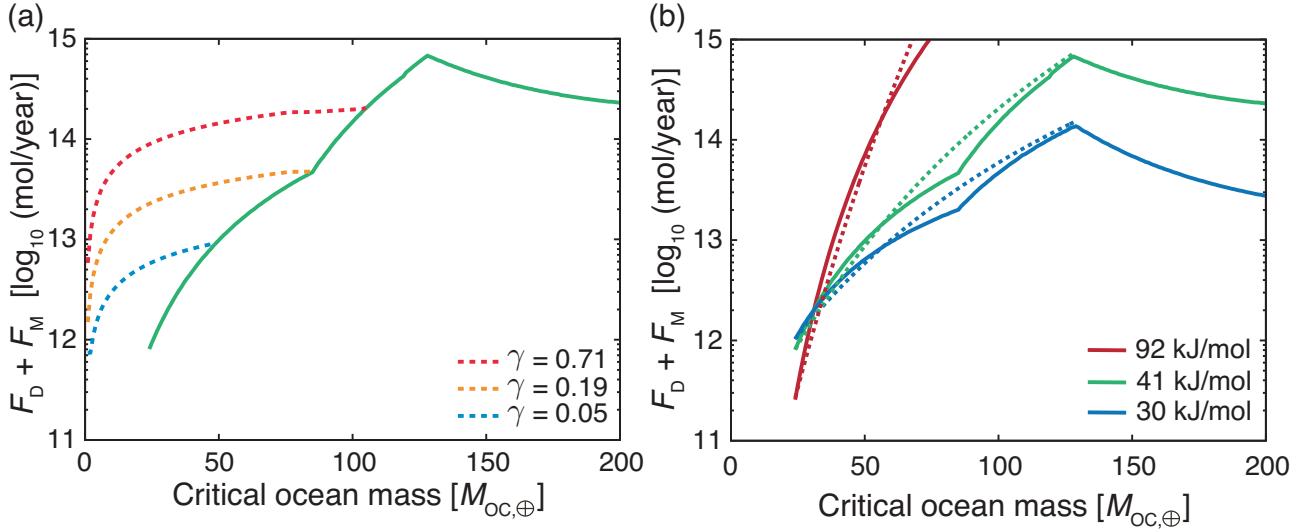 (a)
15
14
13
12
11
F_D + F_M [log_10 (mol/year)]
γ = 0.71
γ = 0.19
γ = 0.05
0 50 100 150 200
Critical ocean mass [M_OC,⊕]
(b)
15
14
13
12
11
F_D + F_M [log_10 (mol/year)]
92 kJ/mol
41 kJ/mol
30 kJ/mol
0 50 100 150 200
Critical ocean mass [M_OC,⊕]